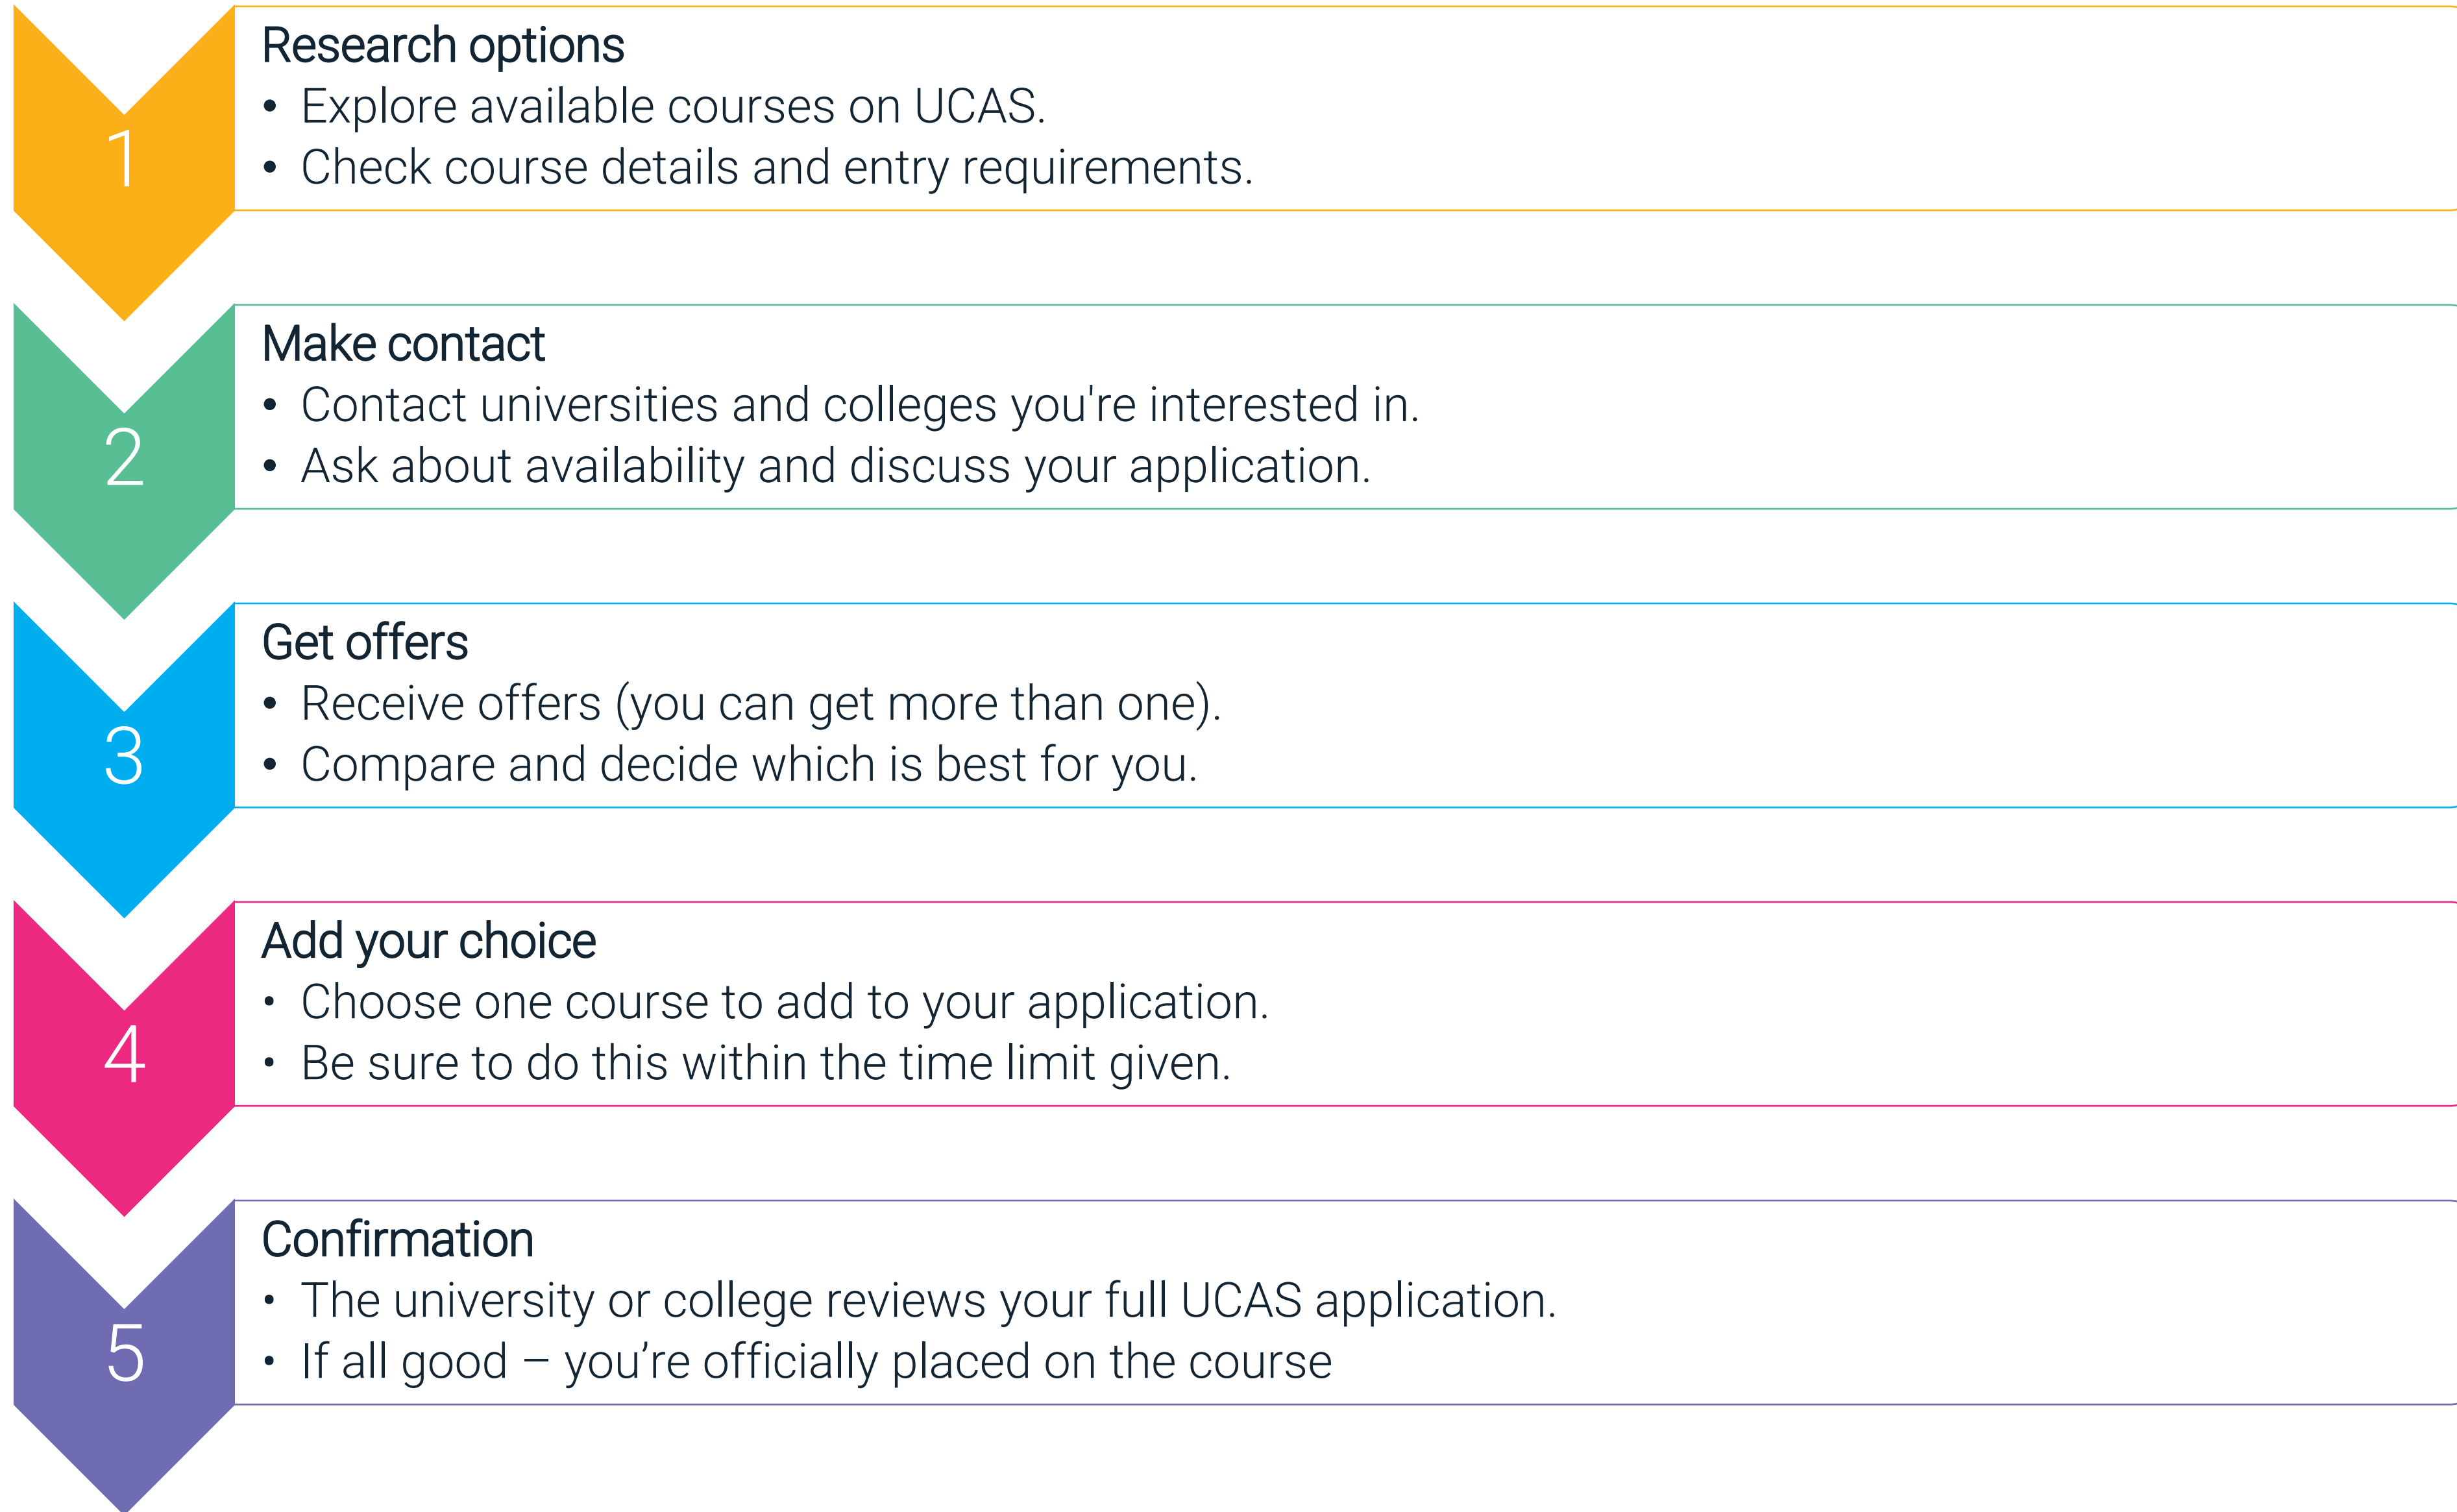 1
Research options
• Explore available courses on UCAS.
• Check course details and entry requirements.
2
Make contact
• Contact universities and colleges you're interested in.
• Ask about availability and discuss your application.
3
Get offers
• Receive offers (you can get more than one).
• Compare and decide which is best for you.
4
Add your choice
• Choose one course to add to your application.
• Be sure to do this within the time limit given.
5
Confirmation
• The university or college reviews your full UCAS application.
• If all good – you’re officially placed on the course